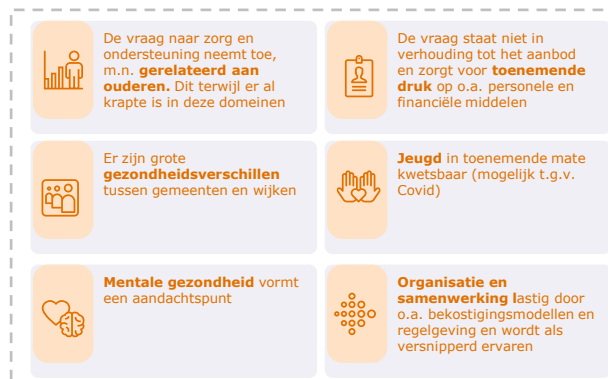 De vraag naar zorg en
ondersteuning neemt toe,
m.n. gerelateerd aan
ouderen. Dit terwijl er al
krapte is in deze domeinen
De vraag staat niet in
verhouding tot het aanbod
en zorgt voor toenemende
druk op o.a. personele en
financiële middelen
Er zijn grote
gezondheidsverschillen
tussen gemeenten en wijken
Jeugd in toenemende mate
kwetsbaar (mogelijk t.g.v.
Covid)
Mentale gezondheid vormt
een aandachtspunt
Organisatie en
samenwerking lastig door
o.a. bekostigingsmodellen en
regelgeving en wordt als
versnipperd ervaren